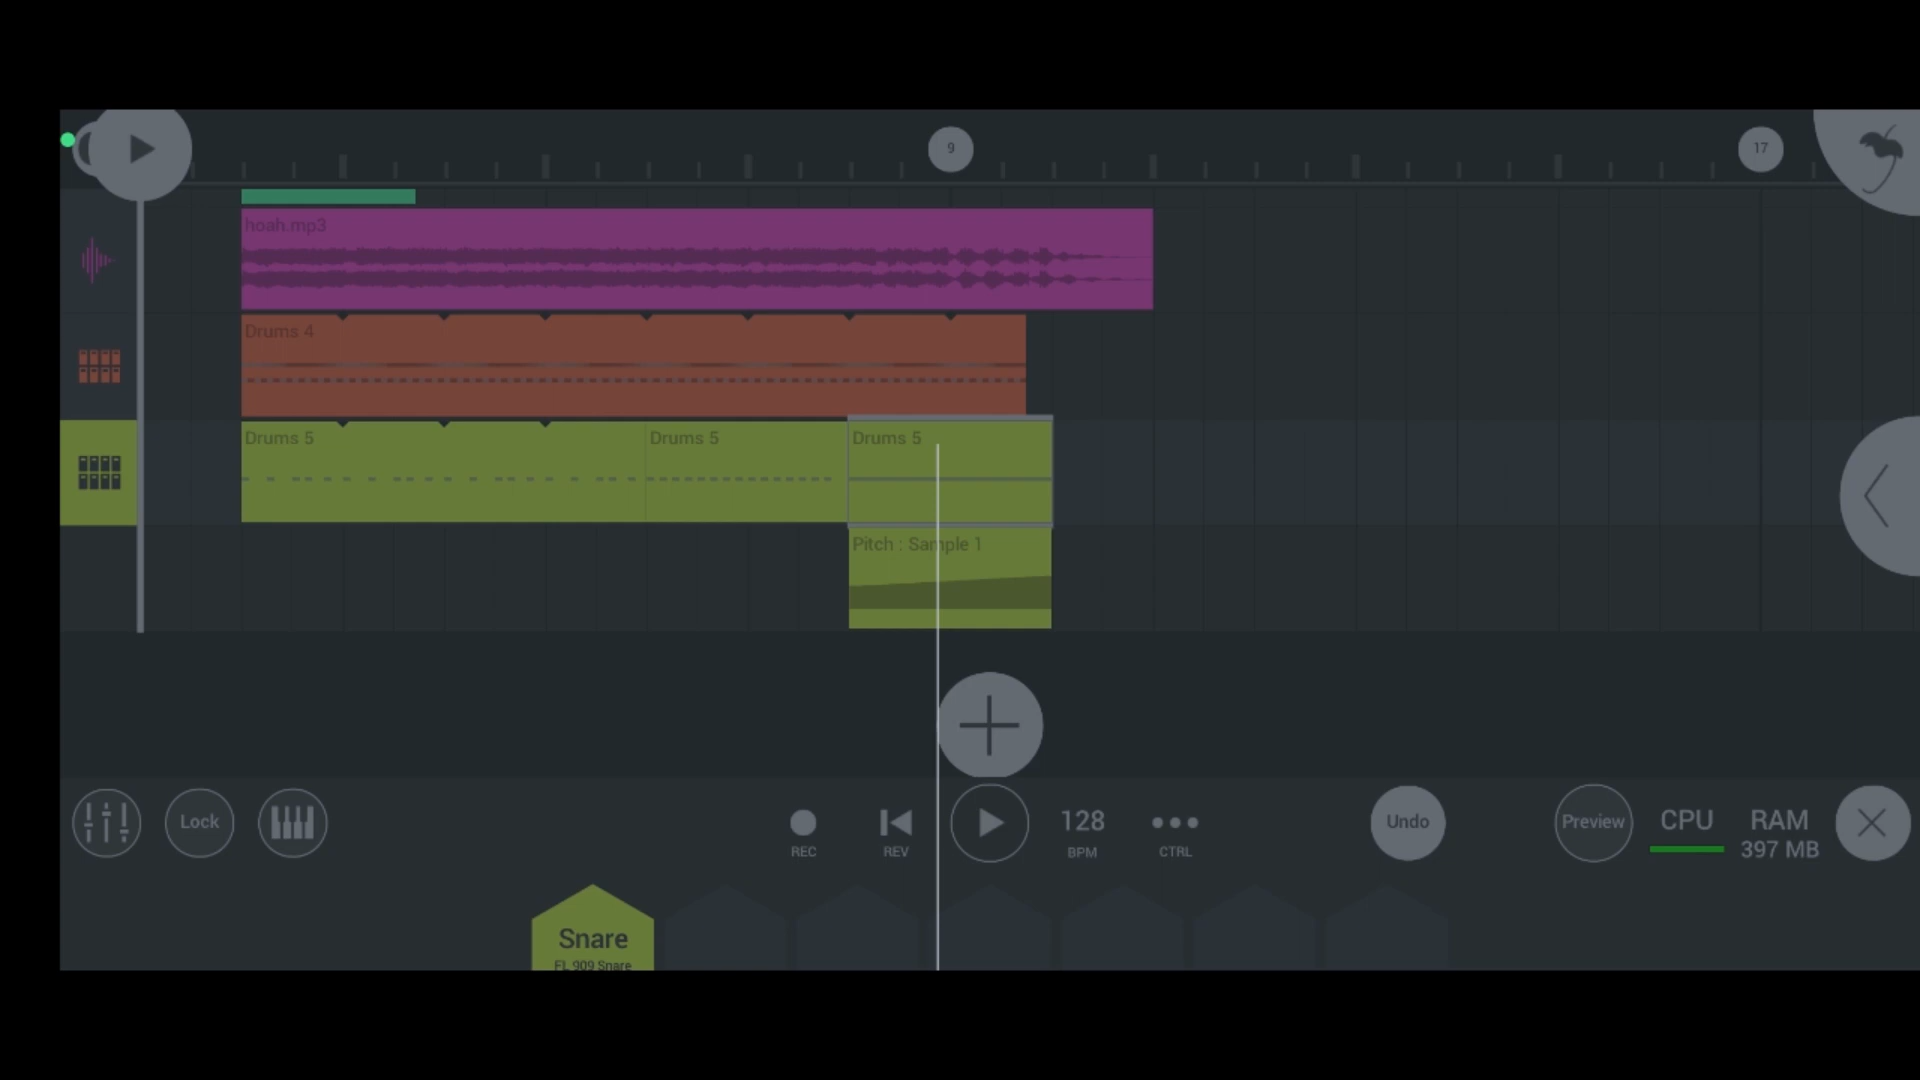 9
17
hoah.mp3
Drums 4
Drums 5
Drums 5
Drums 5
Pitch : Sample 1
Lock
REC
REV
128
BPM
CTRL
Undo
Preview
CPU
RAM
397 MB
Snare
FL 909 Snare